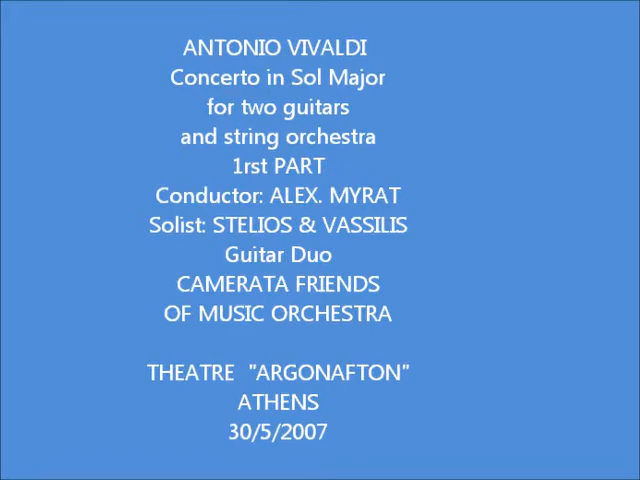 ANTONIO VIVALDI
Concerto in Sol Major
for two guitars
and string orchestra
1rst PART
Conductor: ALEX. MYRAT
Solist: STELIOS & VASSILIS
Guitar Duo
CAMERATA FRIENDS
OF MUSIC ORCHESTRA
THEATRE "ARGONAFTON"
ATHENS
30/5/2007